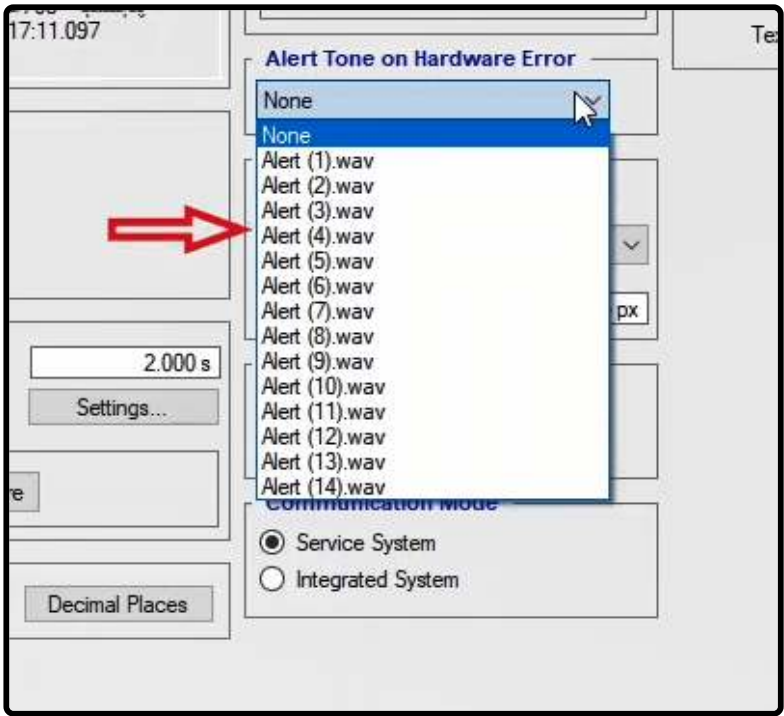 17:11.097
Tex
Alert Tone on Hardware Error
None
None
Alert (1).wav
Alert (2).wav
Alert (3).wav
Alert (4).wav
Alert (5).wav
Alert (6).wav
Alert (7).wav
Alert (8).wav
Alert (9).wav
Alert (10).wav
Alert (11).wav
Alert (12).wav
Alert (13).wav
Alert (14).wav
px
2.000 s
Settings...
re
Communication Mode
Service System
Integrated System
Decimal Places